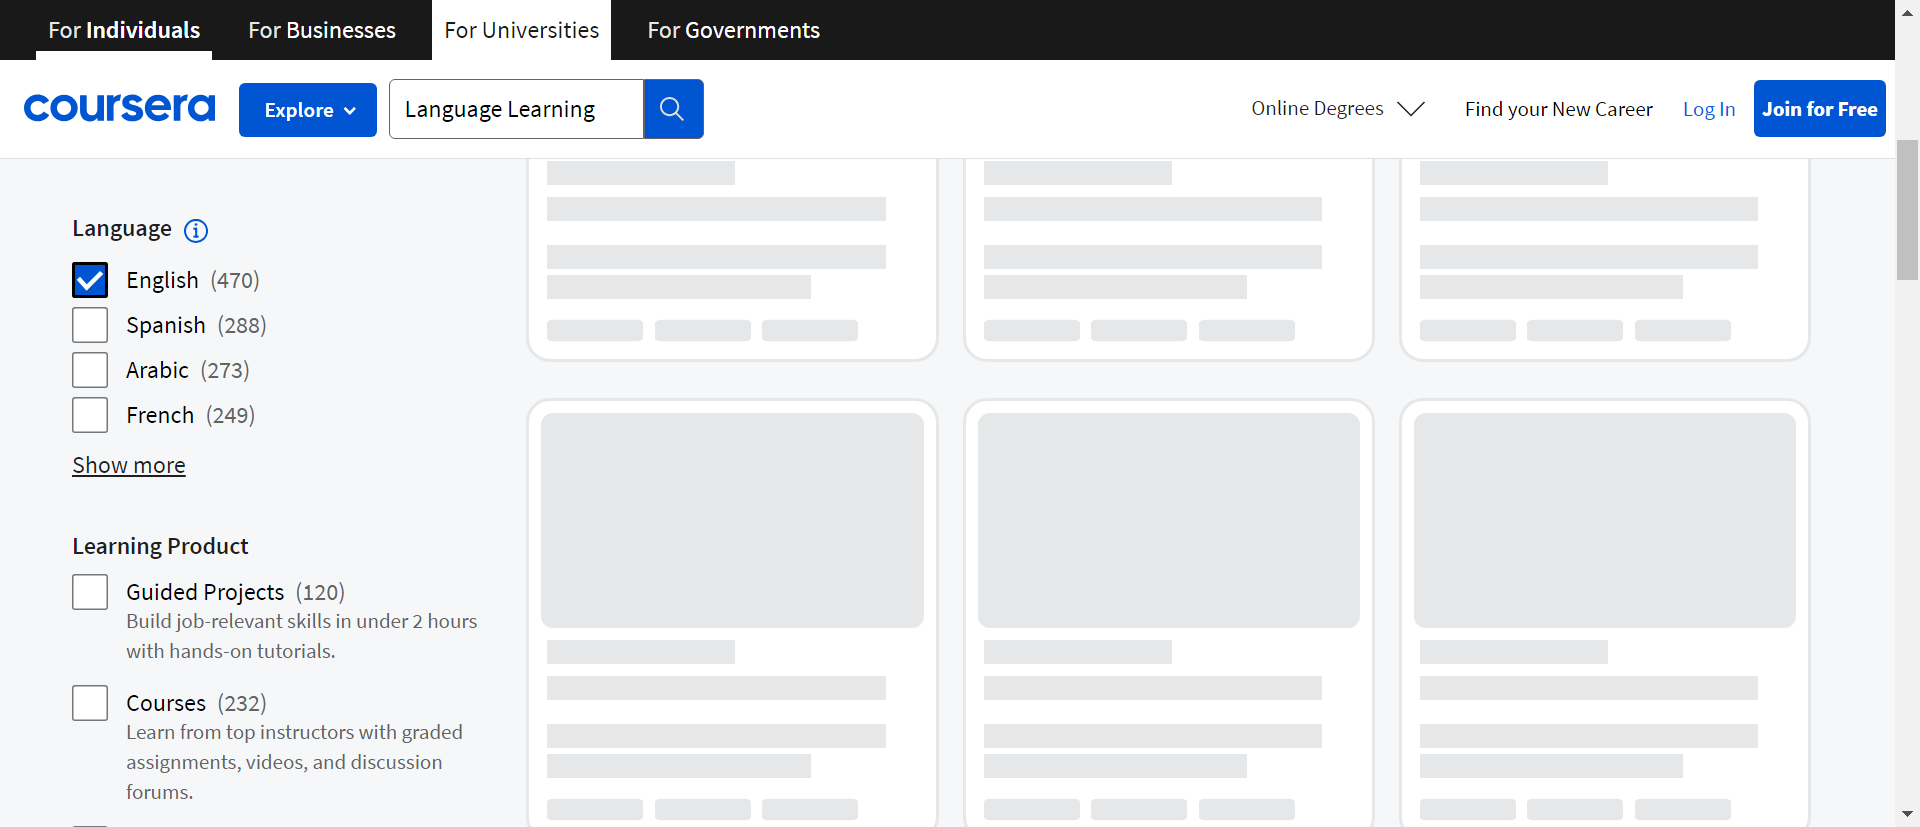 For Individuals For Businesses For Universities For Governments
coursera Explore Language Learning Online Degrees Find your New Career Log In Join for Free
Language
English (470)
Spanish (288)
Arabic (273)
French (249)
Show more
Learning Product
Guided Projects (120)
Build job-relevant skills in under 2 hours
with hands-on tutorials.
Courses (232)
Learn from top instructors with graded
assignments, videos, and discussion
forums.